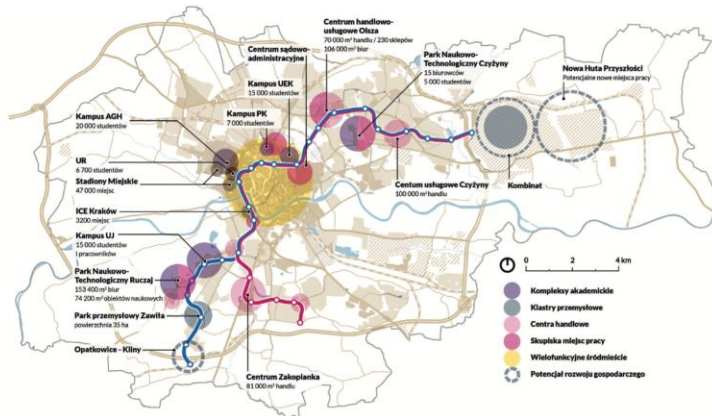 Centrum handlowo-
usługowe Olsza
70 000 m² handlu / 230 sklepów
106 000 m² biur
Centrum sądowo-
administracyjne
Park Naukowo-
Technologiczny Czyżyny
15 biurowców
5 000 studentów
Nowa Huta Przyszłości
Potencjalne nowe miejsca pracy
Kampus UEK
15 000 studentów
Kampus PK
7 000 studentów
Kampus AGH
20 000 studentów
UR
6 700 studentów
Stadiony Miejskie
47 000 miejsc
ICE Kraków
3200 miejsc
Kampus UJ
15 000 studentów
i pracowników
Park Naukowo-
Technologiczny Ruczaj
153 400 m² biur
74 200 m² obiektów naukowych
Park przemysłowy Zawiła
powierzchnia 35 ha
Opatkowice - Kliny
Centrum Zakopianka
81 000 m² handlu
Centum usługowe Czyżyny
100 000 m² handlu
Kombinat
0 2 4 km
Kompleksy akademickie
Klastry przemysłowe
Centra handlowe
Skupiska miejsc pracy
Wielofunkcyjne śródmieście
Potencjał rozwoju gospodarczego